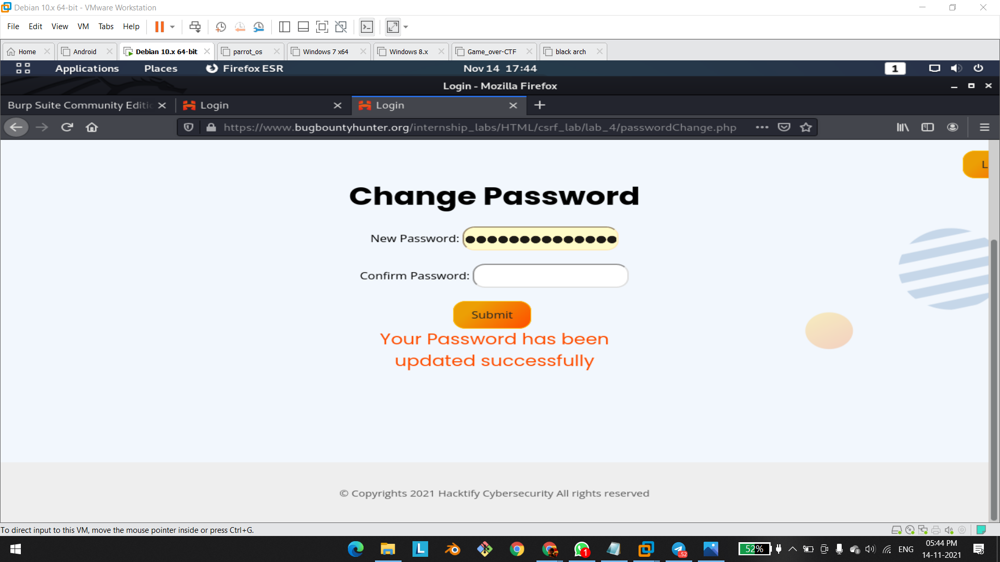 Debian 10.x 64-bit - VMware Workstation
File Edit View VM Tabs Help
Home Android Debian 10.x 64-bit parrot_os Windows 7 x64 Windows 8.x Game_over-CTF black arch
Applications Places Firefox ESR Nov 14 17:44 1
Login - Mozilla Firefox
Burp Suite Community Editic Login Login
https://www.bugbountyhunter.org/internship_labs/HTML/csrf_lab/lab_4/passwordChange.php
L
Change Password
New Password:
Confirm Password:
Submit
Your Password has been
updated successfully
© Copyrights 2021 Hacktify Cybersecurity All rights reserved
To direct input to this VM, move the mouse pointer inside or press Ctrl+G.
L 1 ..52 52% ENG 05:44 PM
14-11-2021